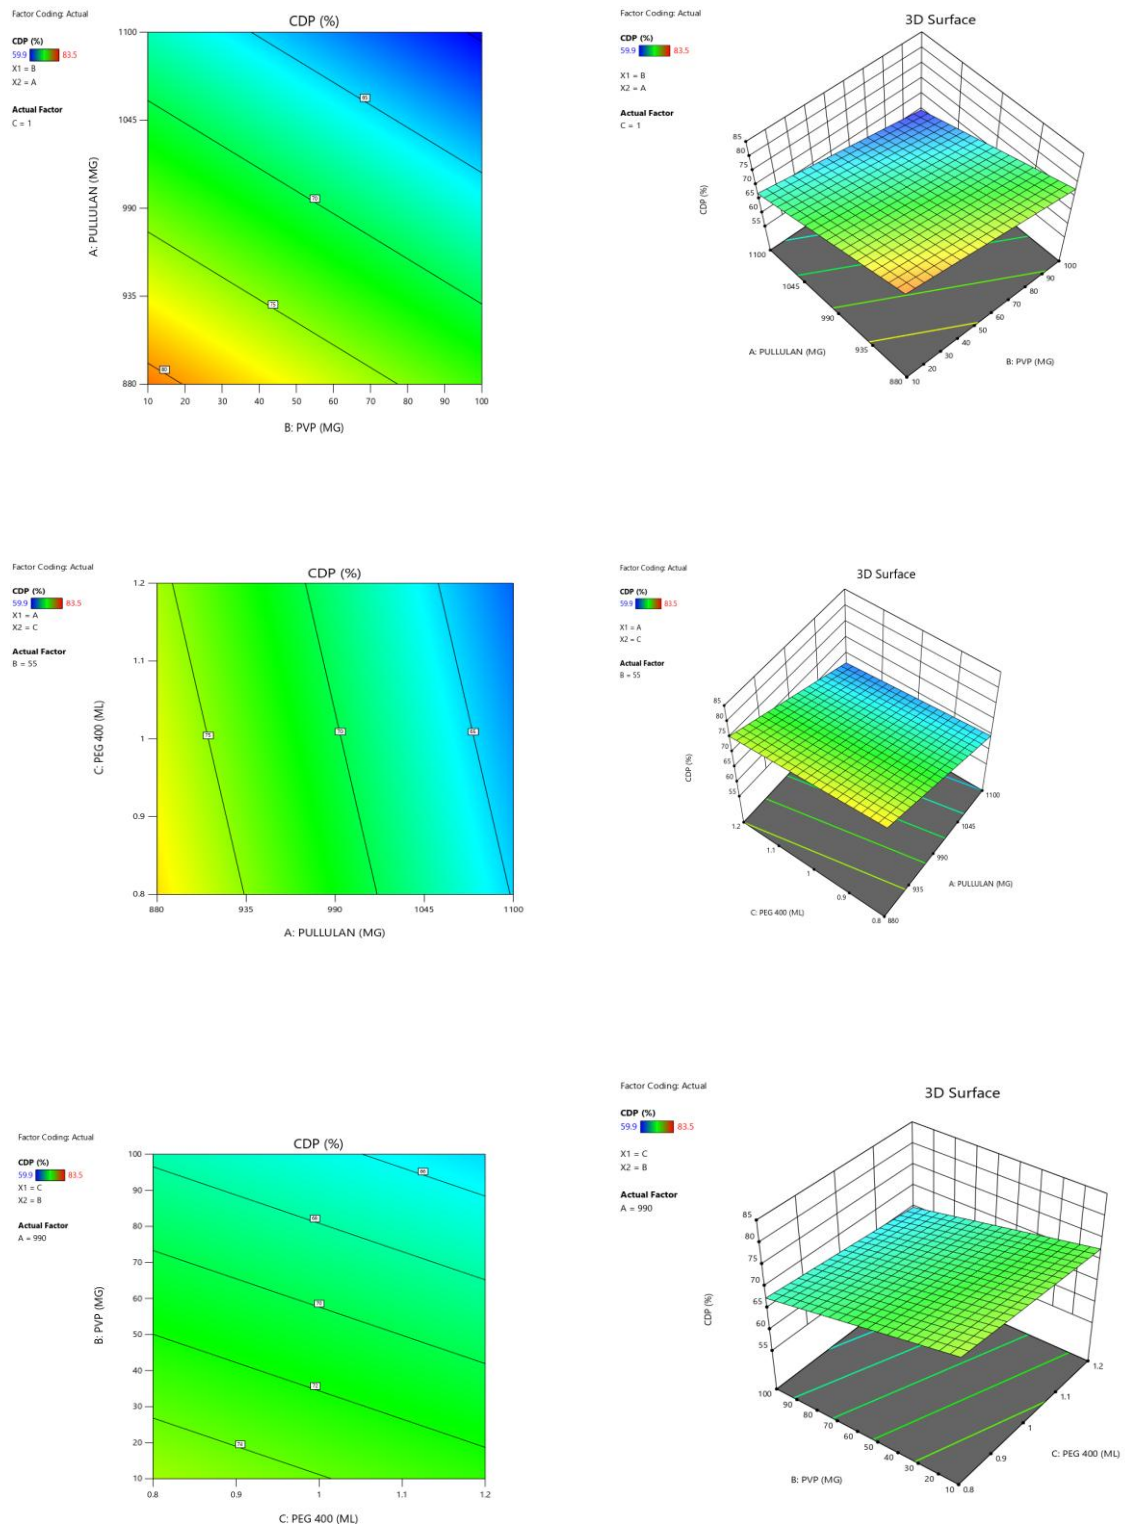 Factor Coding: Actual
CDP (%)
59.9 83.5
X1 = B
X2 = A
Actual Factor
C = 1
CDP (%)
1100
1045
990
935
880
A: PULLULAN (MG)
65
70
75
80
10 20 30 40 50 60 70 80 90 100
B: PVP (MG)
Factor Coding: Actual
3D Surface
CDP (%)
59.9 83.5
X1 = B
X2 = A
Actual Factor
C = 1
85
80
75
70
65
60
55
CDP (%)
1100
1045
990
935
880
A: PULLULAN (MG)
10
20
30
40
50
60
70
80
90
100
B: PVP (MG)
Factor Coding: Actual
CDP (%)
59.9 83.5
X1 = A
X2 = C
Actual Factor
B = 55
CDP (%)
1.2
1.1
1
0.9
0.8
C: PEG 400 (ML)
75
70
65
880 935 990 1045 1100
A: PULLULAN (MG)
Factor Coding: Actual
3D Surface
CDP (%)
59.9 83.5
X1 = A
X2 = C
Actual Factor
B = 55
85
80
75
70
65
60
55
CDP (%)
1.2
1.1
1
0.9
0.8
C: PEG 400 (ML)
880
935
990
1045
1100
A: PULLULAN (MG)
Factor Coding: Actual
CDP (%)
59.9 83.5
X1 = C
X2 = B
Actual Factor
A = 990
CDP (%)
100
90
80
70
60
50
40
30
20
10
B: PVP (MG)
66
68
70
72
74
0.8 0.9 1 1.1 1.2
C: PEG 400 (ML)
Factor Coding: Actual
3D Surface
CDP (%)
59.9 83.5
X1 = C
X2 = B
Actual Factor
A = 990
85
80
75
70
65
60
55
CDP (%)
100
90
80
70
60
50
40
30
20
10
B: PVP (MG)
0.8
0.9
1
1.1
1.2
C: PEG 400 (ML)